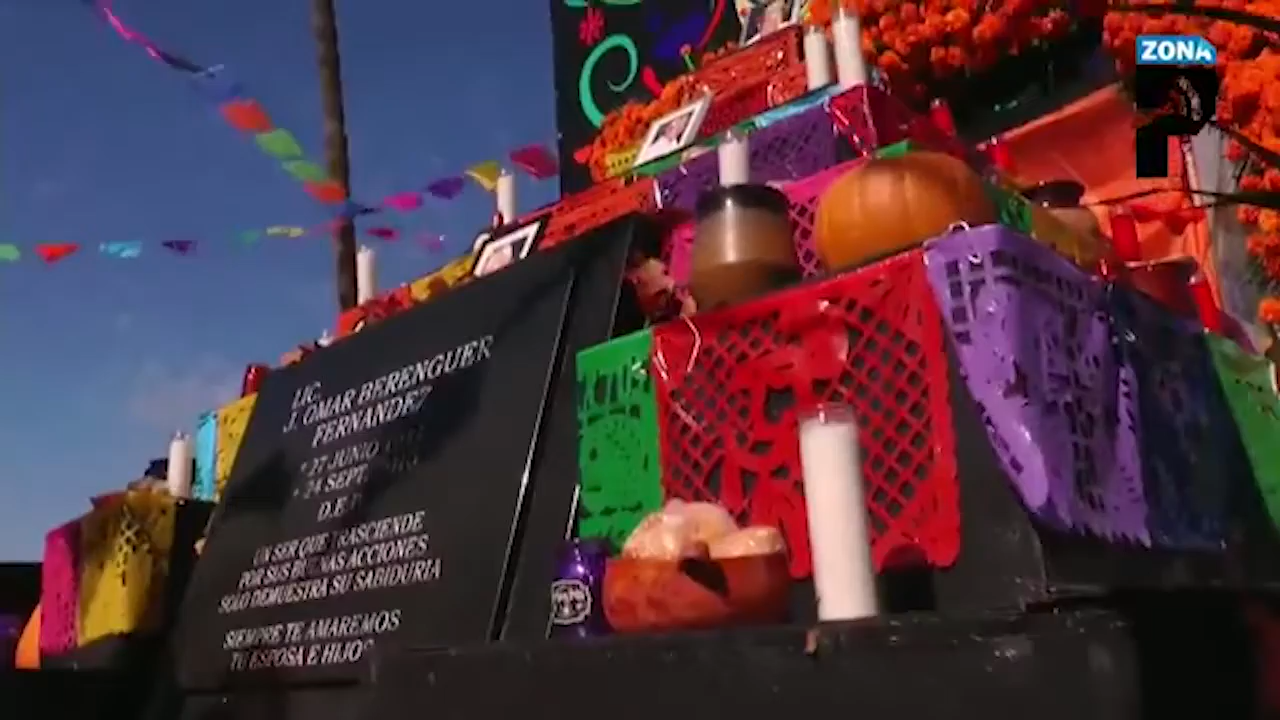 ZONA
LIC.
J. OMAR BERENGUER
FERNANDEZ
* 27 JUNIO
24 SEPT.
UN SER QUE TRASCIENDE
POR SUS BUENAS ACCIONES
SOLO DEMUESTRA SU SABIDURIA
SIEMPRE TE AMAREMOS
TU ESPOSA E HIJOS